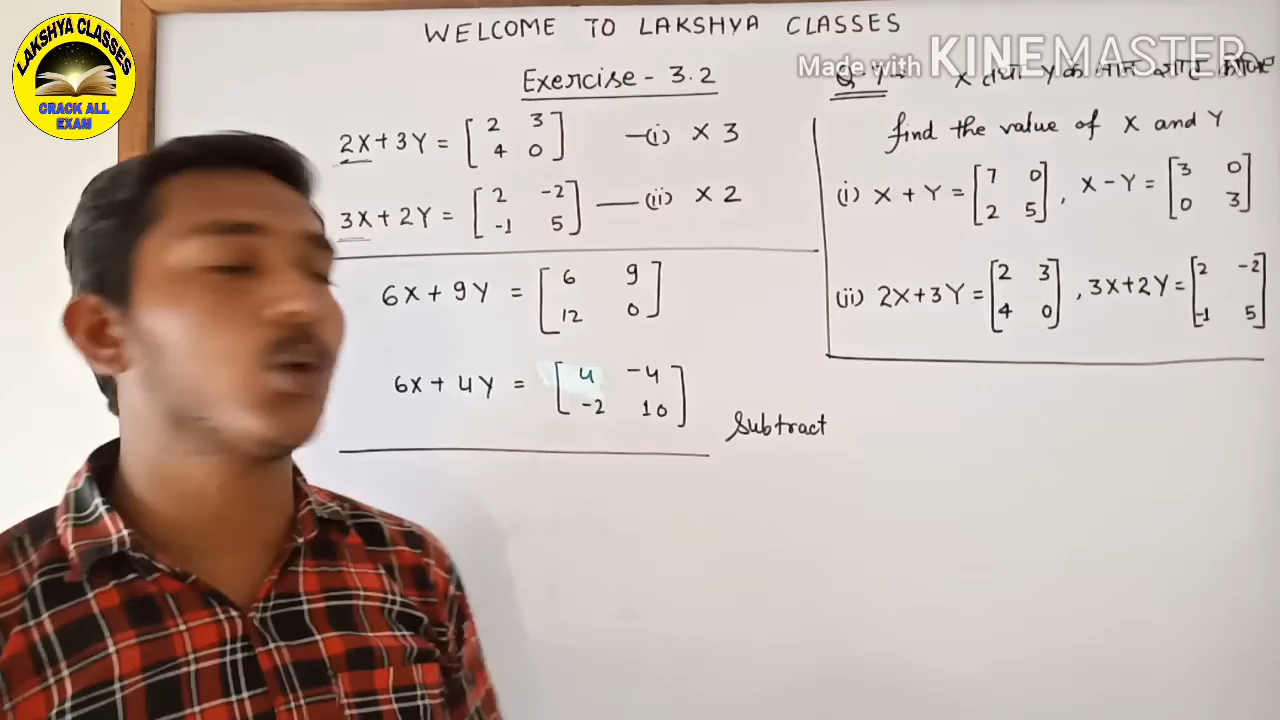 LAKSHYA CLASSES
CRACK ALL
EXAM
WELCOME TO LAKSHYA CLASSES
Made with KINEMASTER
Exercise - 3.2
2X + 3Y = [ 2 3
4 0 ] —(i) × 3
3X + 2Y = [ 2 -2
-1 5 ] —(ii) × 2
6X + 9Y = [ 6 9
12 0 ]
6X + 4Y = [ 4 -4
-2 10 ]
Subtract
X तथा Y
find the value of X and Y
(i) X + Y = [ 7 0
2 5 ] , X - Y = [ 3 0
0 3 ]
(ii) 2X + 3Y = [ 2 3
4 0 ] , 3X + 2Y = [ 2 -2
-1 5 ]